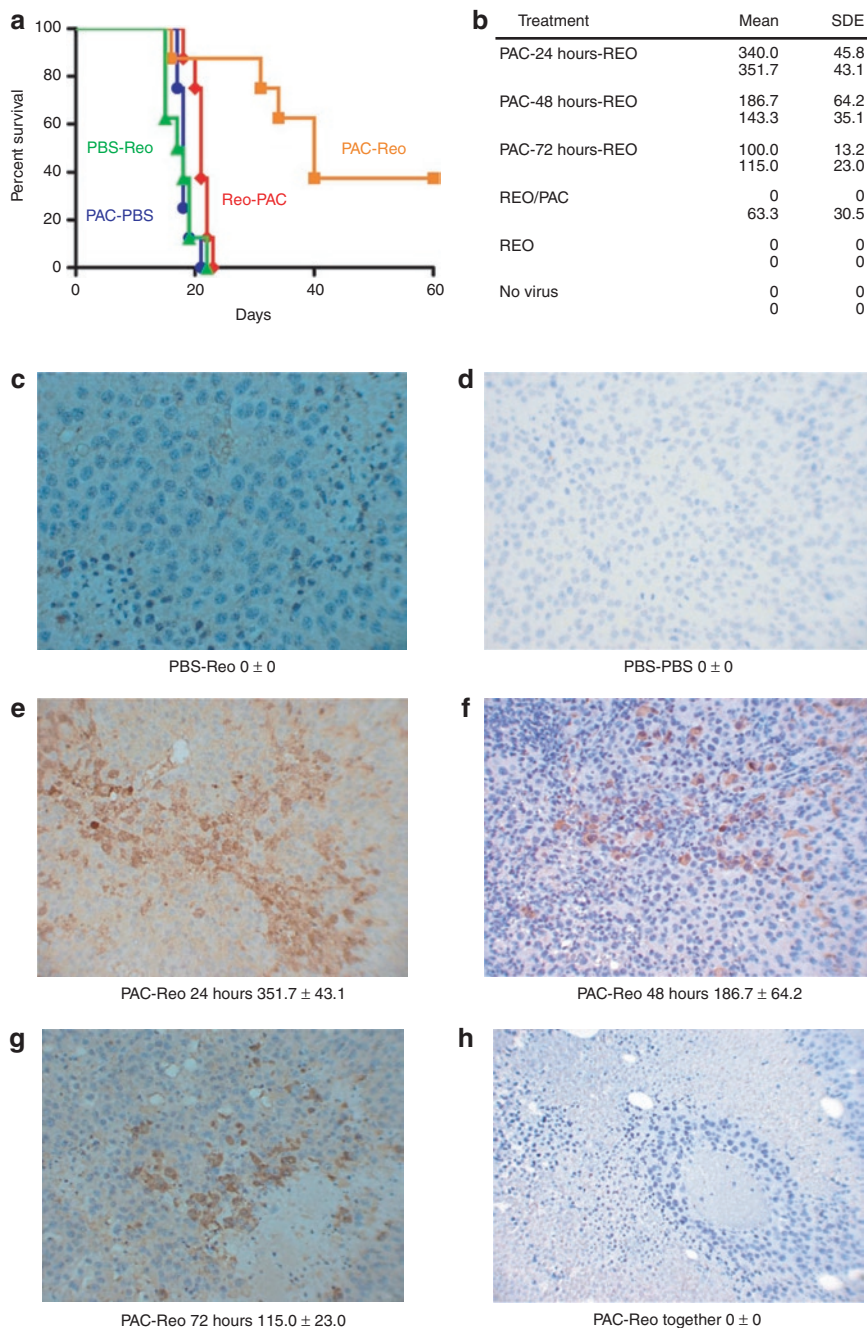 a
100
80
60
40
20
0
Percent survival
PBS-Reo
PAC-PBS
Reo-PAC
PAC-Reo
0 20 40 60
Days
b
Treatment Mean SDE
PAC-24 hours-REO 340.0 45.8
351.7 43.1
PAC-48 hours-REO 186.7 64.2
143.3 35.1
PAC-72 hours-REO 100.0 13.2
115.0 23.0
REO/PAC 0 0
63.3 30.5
REO 0 0
0 0
No virus 0 0
0 0
c
PBS-Reo 0 ± 0
d
PBS-PBS 0 ± 0
e
PAC-Reo 24 hours 351.7 ± 43.1
f
PAC-Reo 48 hours 186.7 ± 64.2
g
PAC-Reo 72 hours 115.0 ± 23.0
h
PAC-Reo together 0 ± 0